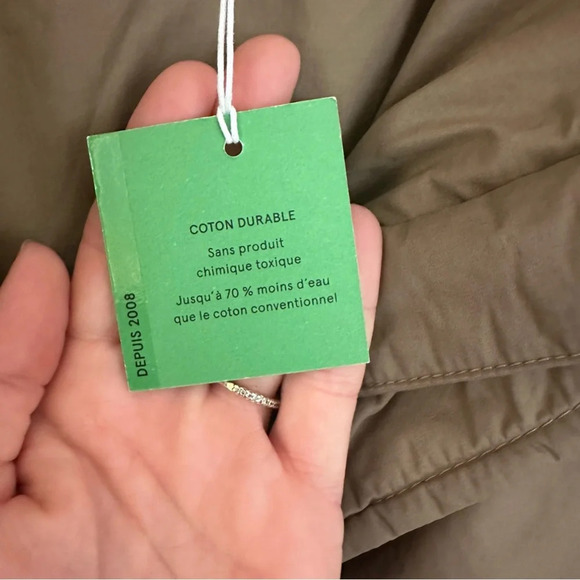 COTON DURABLE
Sans produit
chimique toxique
Jusqu'à 70 % moins d'eau
que le coton conventionnel
DEPUIS 2008